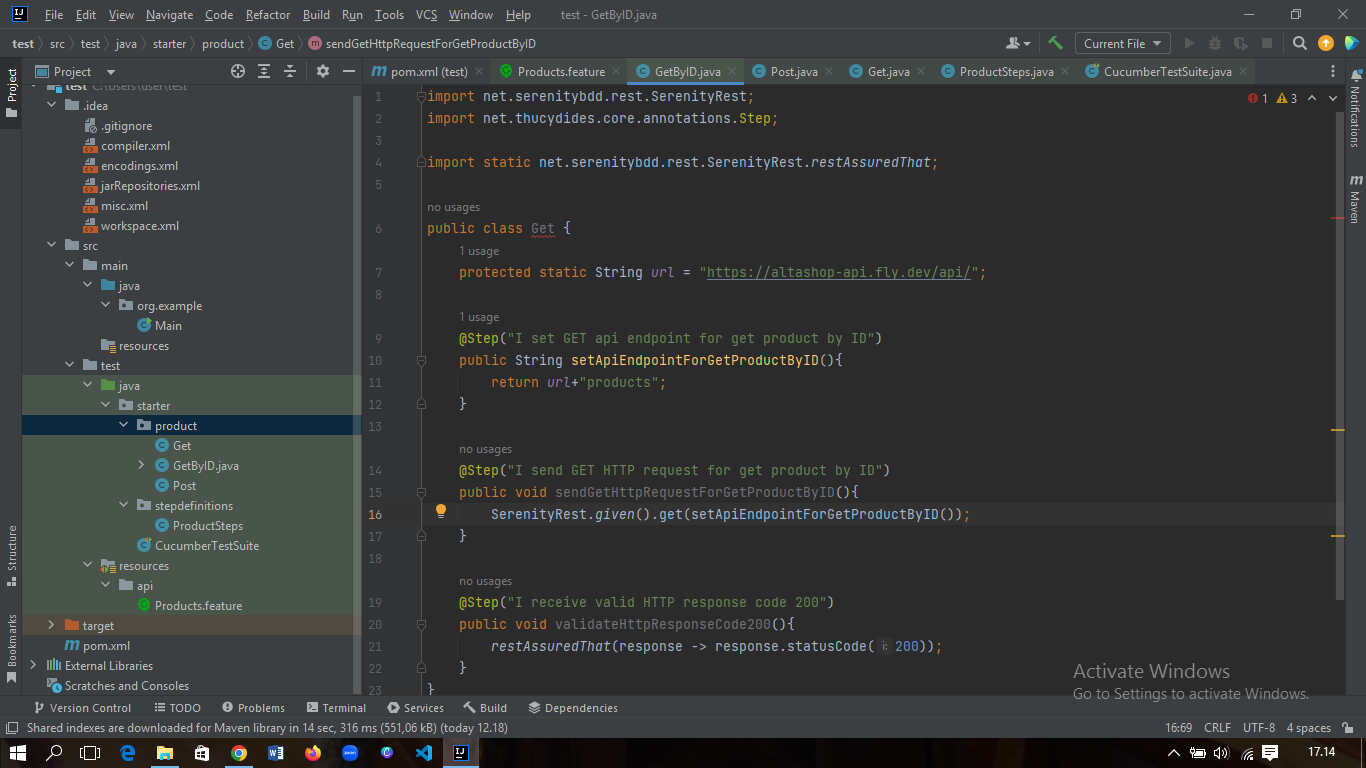 File Edit View Navigate Code Refactor Build Run Tools VCS Window Help test - GetByID.java
test src test java starter product Get sendGetHttpRequestForGetProductByID Current File
Project pom.xml (test) Products.feature GetByID.java Post.java Get.java ProductSteps.java CucumberTestSuite.java
Project
Structure
Bookmarks
test C:\Users\user\test
.idea
.gitignore
compiler.xml
encodings.xml
jarRepositories.xml
misc.xml
workspace.xml
src
main
java
org.example
Main
resources
test
java
starter
product
Get
GetByID.java
Post
stepdefinitions
ProductSteps
CucumberTestSuite
resources
api
Products.feature
target
pom.xml
External Libraries
Scratches and Consoles
1 import net.serenitybdd.rest.SerenityRest;
2 import net.thucydides.core.annotations.Step;
3
4 import static net.serenitybdd.rest.SerenityRest.restAssuredThat;
5
no usages
6 public class Get {
1 usage
7 protected static String url = "https://altashop-api.fly.dev/api/";
8
1 usage
9 @Step("I set GET api endpoint for get product by ID")
10 public String setApiEndpointForGetProductByID(){
11 return url+"products";
12 }
13
no usages
14 @Step("I send GET HTTP request for get product by ID")
15 public void sendGetHttpRequestForGetProductByID(){
16 SerenityRest.given().get(setApiEndpointForGetProductByID());
17 }
18
no usages
19 @Step("I receive valid HTTP response code 200")
20 public void validateHttpResponseCode200(){
21 restAssuredThat(response -> response.statusCode( i: 200));
22 }
23 }
1 3
Notifications
m Maven
Activate Windows
Go to Settings to activate Windows.
Version Control TODO Problems Terminal Services Build Dependencies
Shared indexes are downloaded for Maven library in 14 sec, 316 ms (551,06 kB) (today 12.18) 16:69 CRLF UTF-8 4 spaces
17.14